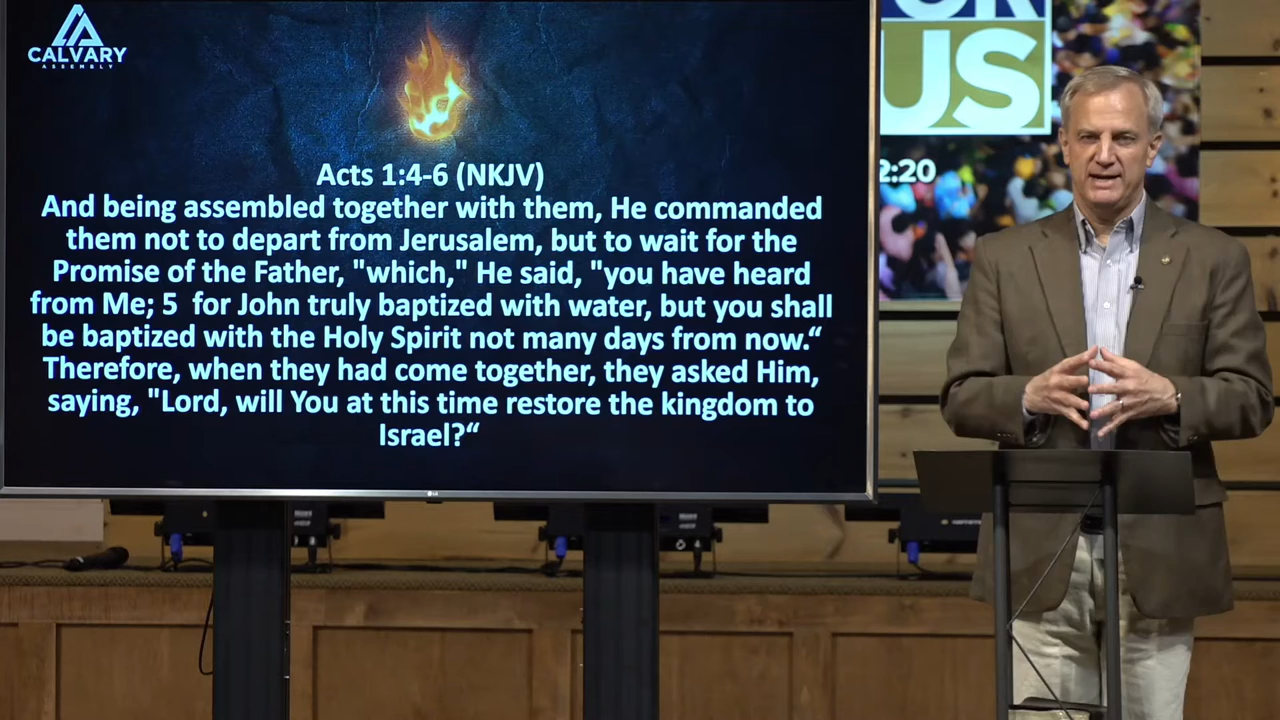 CALVARY
ASSEMBLY
Acts 1:4-6 (NKJV)
And being assembled together with them, He commanded
them not to depart from Jerusalem, but to wait for the
Promise of the Father, "which," He said, "you have heard
from Me; 5  for John truly baptized with water, but you shall
be baptized with the Holy Spirit not many days from now.“
Therefore, when they had come together, they asked Him,
saying, "Lord, will You at this time restore the kingdom to
Israel?“
US
2:20
LG